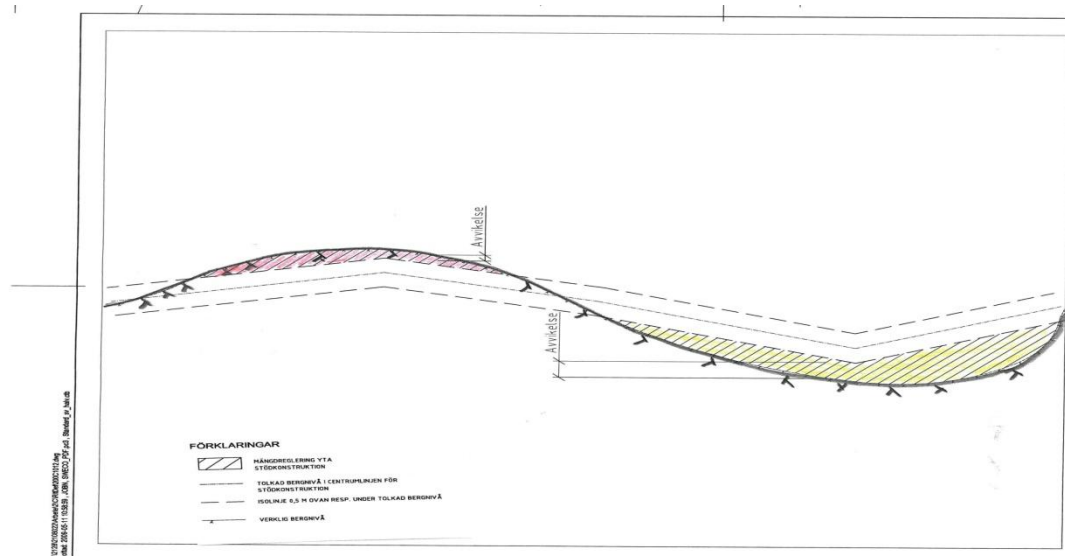 Avvikelse
Avvikelse
FÖRKLARINGAR
MÄNGDREGLERING YTA
STÖDKONSTRUKTION
TOLKAD BERGNIVÅ I CENTRUMLINJEN FÖR
STÖDKONSTRUKTION
ISOLINJE 0,5 M OVAN RESP. UNDER TOLKAD BERGNIVÅ
VERKLIG BERGNIVÅ